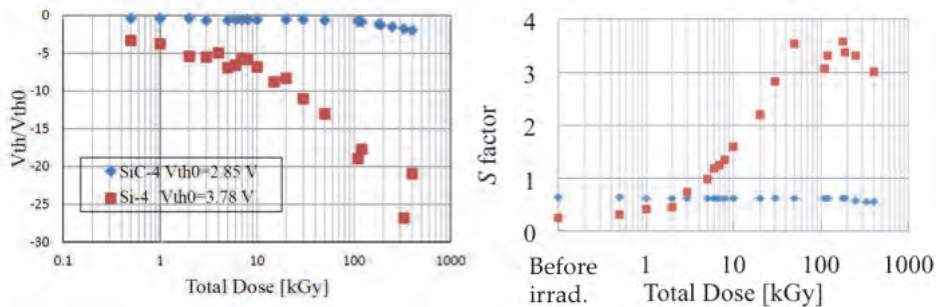 Vth/Vth0
0
-5
-10
-15
-20
-25
-30
SiC-4 Vth0=2.85 V
Si-4 Vth0=3.78 V
0.1 1 10 100 1000
Total Dose [kGy]
S factor
4
3
2
1
0
Before
irrad.
1 10 100 1000
Total Dose [kGy]